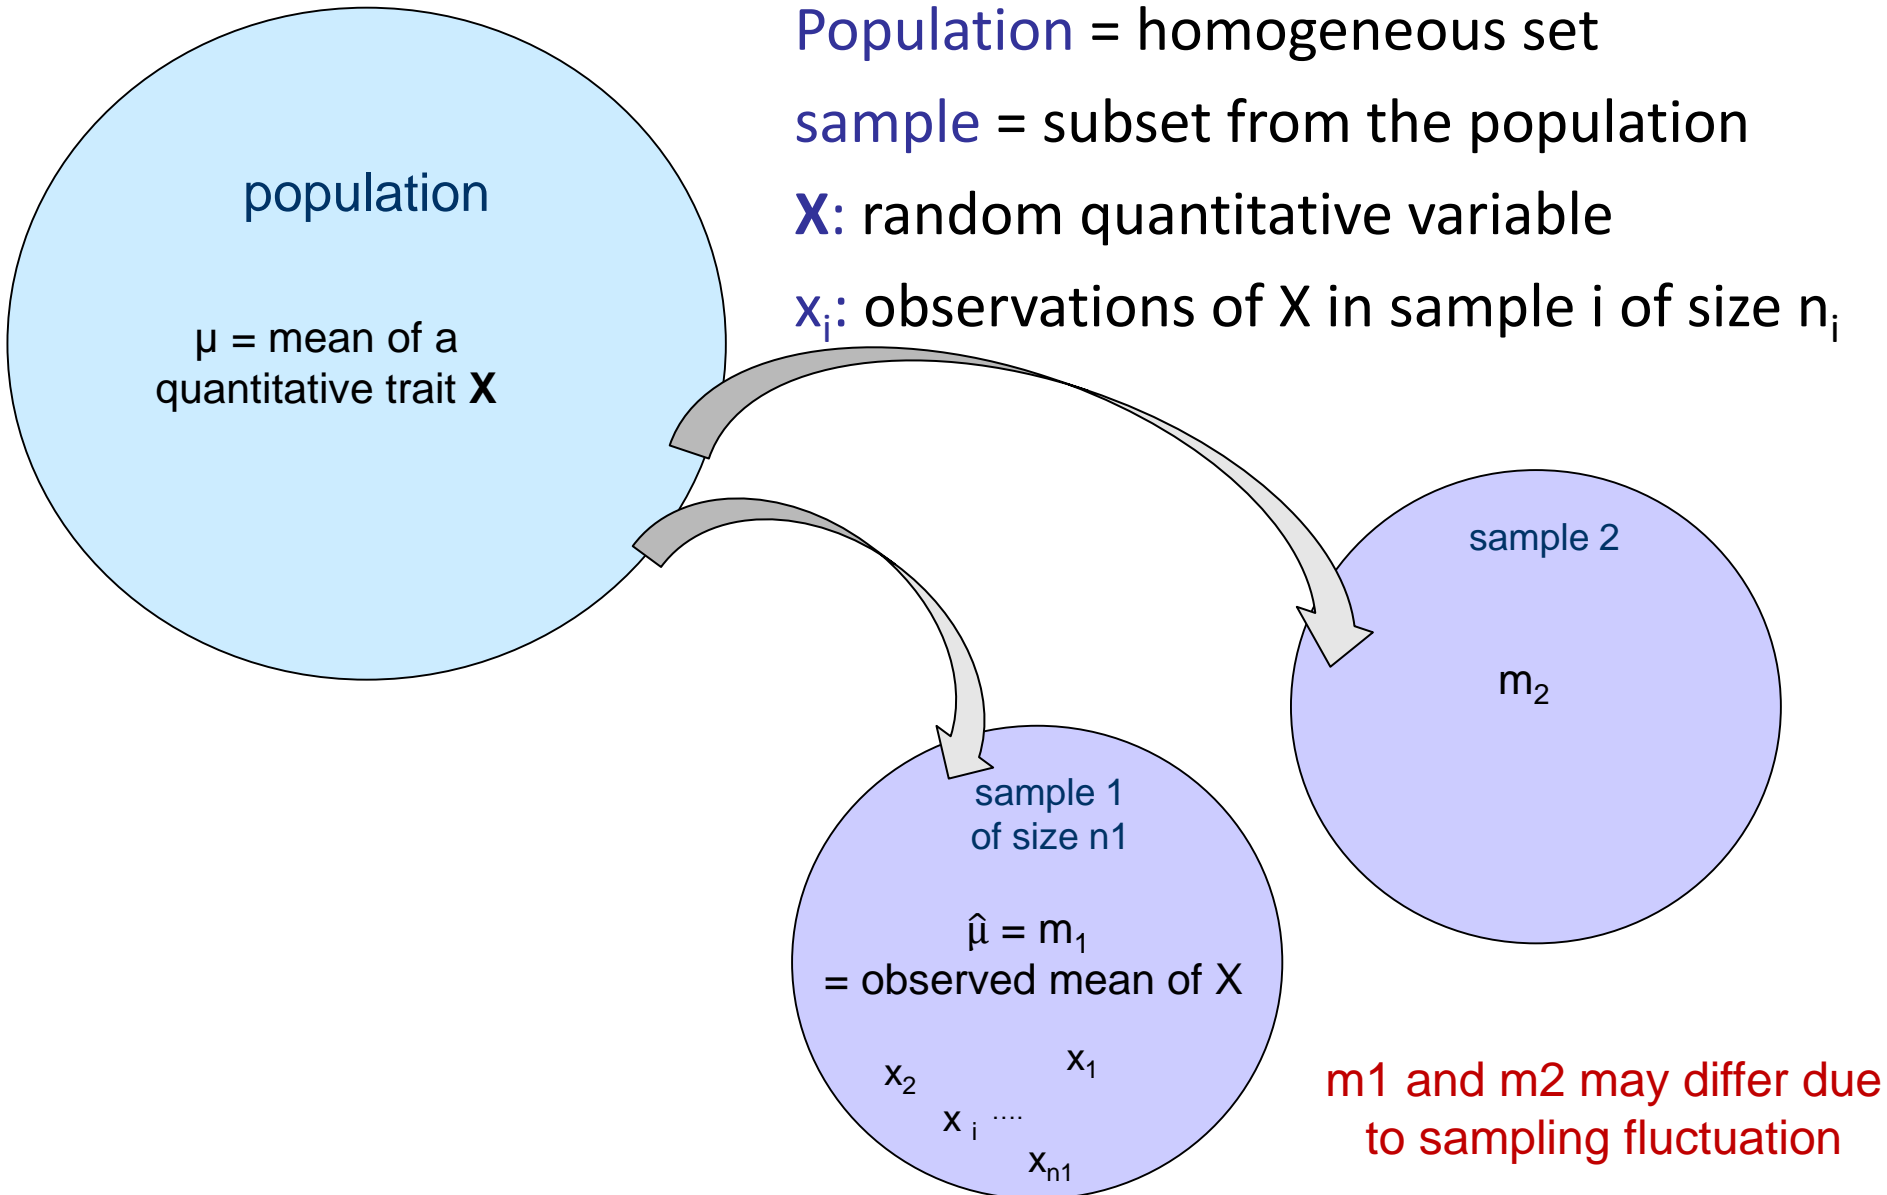 Population = homogeneous set
sample = subset from the population
X: random quantitative variable
xᵢ: observations of X in sample i of size nᵢ
population
µ = mean of a
quantitative trait X
sample 2
m₂
sample 1
of size n1
µ̂ = m₁
= observed mean of X
x₁
x₂
x ᵢ ....
xₙ₁
m1 and m2 may differ due
to sampling fluctuation